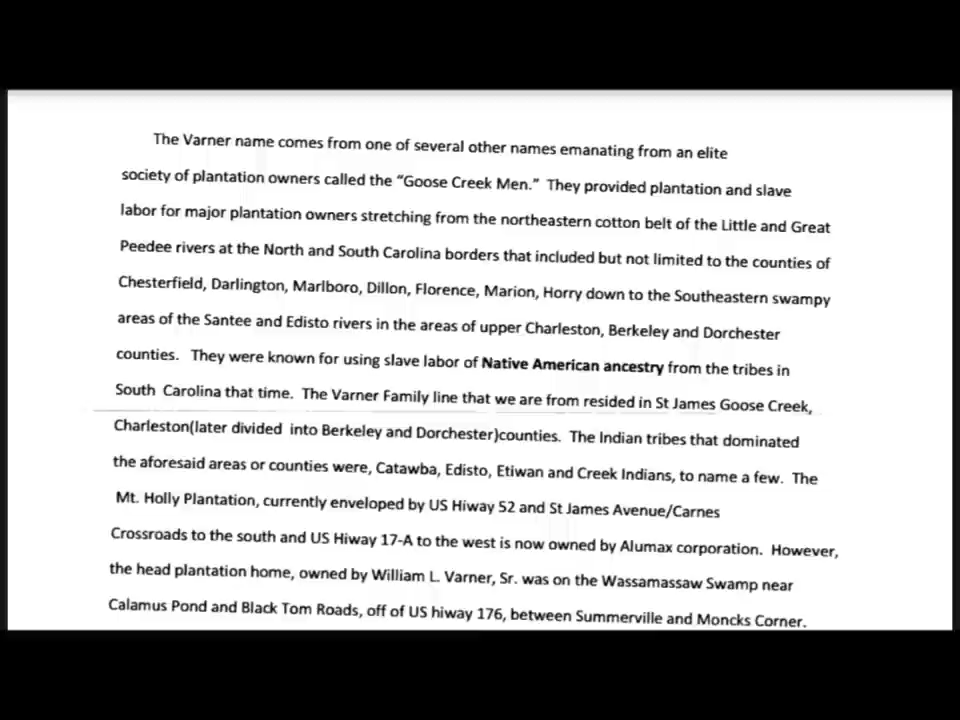 The Varner name comes from one of several other names emanating from an elite
society of plantation owners called the “Goose Creek Men.” They provided plantation and slave
labor for major plantation owners stretching from the northeastern cotton belt of the Little and Great
Peedee rivers at the North and South Carolina borders that included but not limited to the counties of
Chesterfield, Darlington, Marlboro, Dillon, Florence, Marion, Horry down to the Southeastern swampy
areas of the Santee and Edisto rivers in the areas of upper Charleston, Berkeley and Dorchester
counties. They were known for using slave labor of Native American ancestry from the tribes in
South Carolina that time. The Varner Family line that we are from resided in St James Goose Creek,
Charleston(later divided into Berkeley and Dorchester)counties. The Indian tribes that dominated
the aforesaid areas or counties were, Catawba, Edisto, Etiwan and Creek Indians, to name a few. The
Mt. Holly Plantation, currently enveloped by US Hiway 52 and St James Avenue/Carnes
Crossroads to the south and US Hiway 17-A to the west is now owned by Alumax corporation. However,
the head plantation home, owned by William L. Varner, Sr. was on the Wassamassaw Swamp near
Calamus Pond and Black Tom Roads, off of US hiway 176, between Summerville and Moncks Corner.